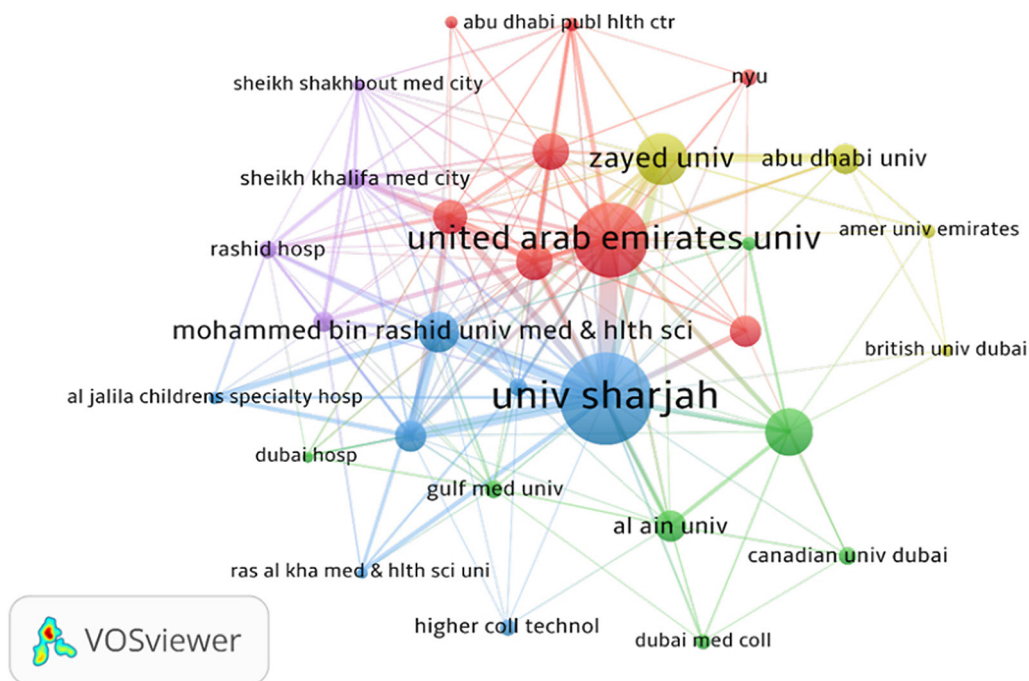 abu dhabi publ hlth ctr
nyu
sheikh shakhbout med city
zayed univ
abu dhabi univ
sheikh khalifa med city
amer univ emirates
united arab emirates univ
rashid hosp
mohammed bin rashid univ med & hlth sci
british univ dubai
al jalila childrens specialty hosp
univ sharjah
dubai hosp
gulf med univ
al ain univ
canadian univ dubai
ras al kha med & hlth sci uni
higher coll technol
dubai med coll
VOSviewer